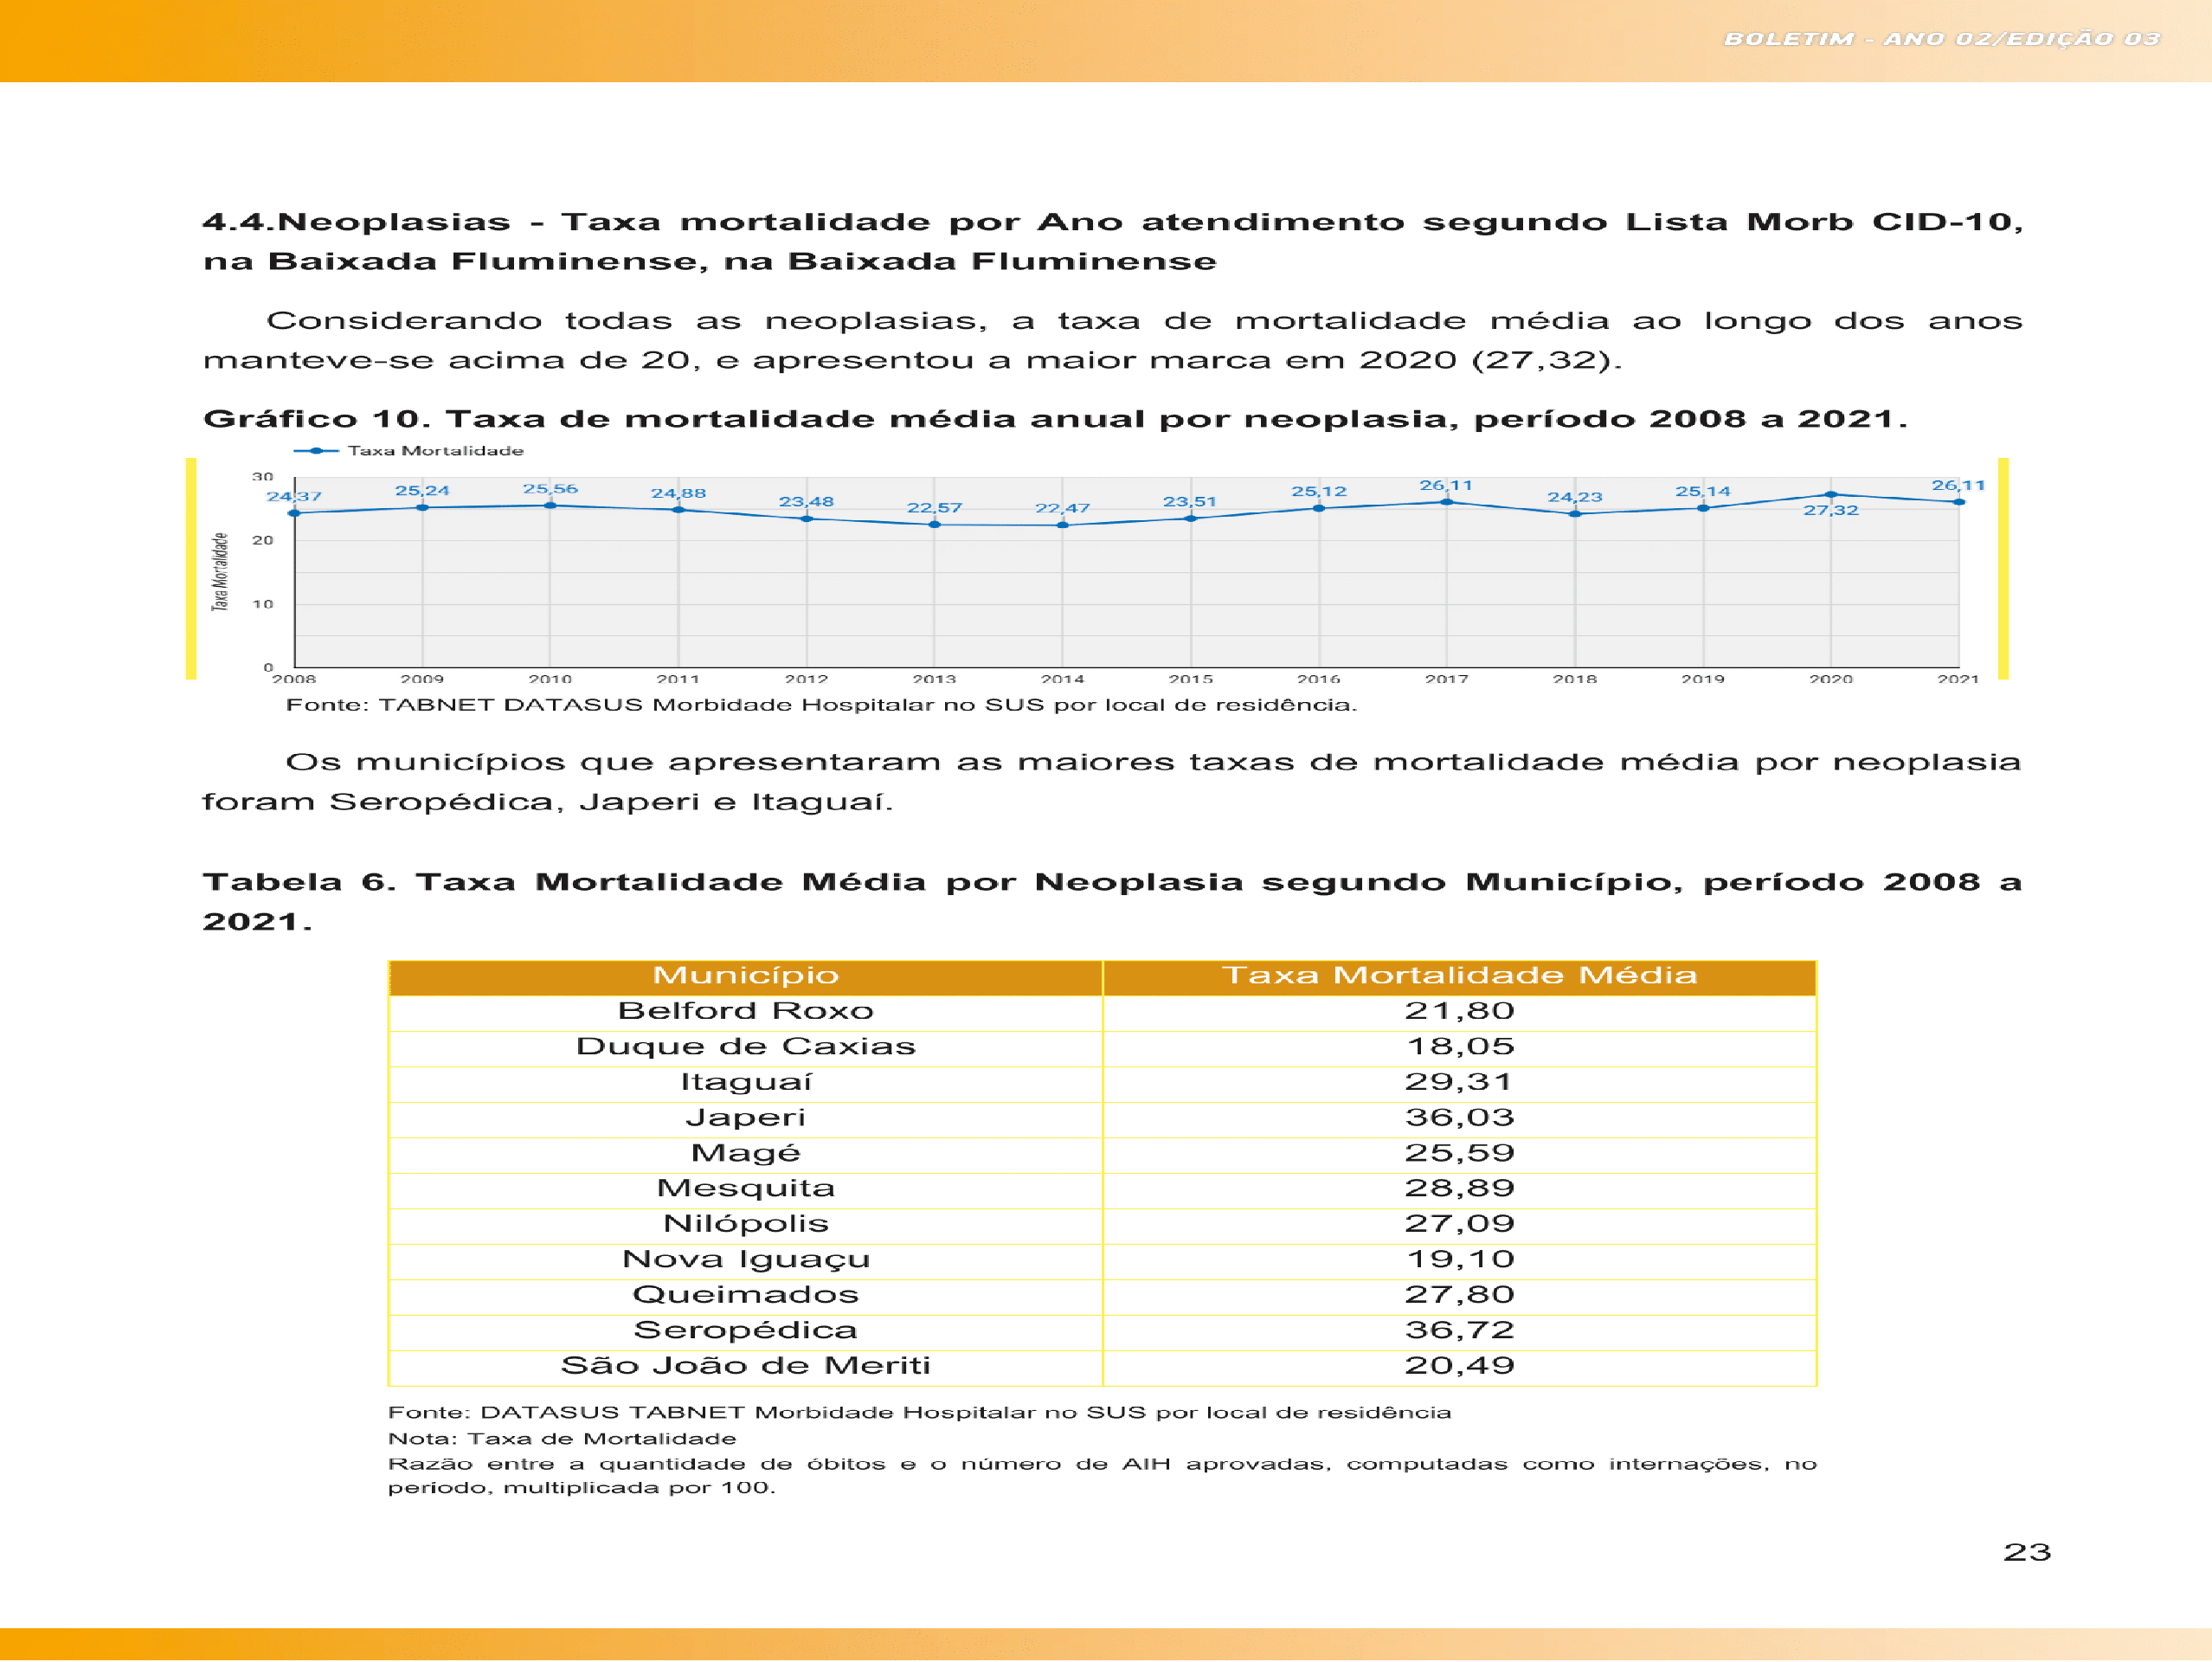 BOLETIM - ANO 02/EDIÇÃO 03
4.4.Neoplasias - Taxa mortalidade por Ano atendimento segundo Lista Morb CID-10,
na Baixada Fluminense, na Baixada Fluminense
Considerando todas as neoplasias, a taxa de mortalidade média ao longo dos anos
manteve-se acima de 20, e apresentou a maior marca em 2020 (27,32).
Gráfico 10. Taxa de mortalidade média anual por neoplasia, período 2008 a 2021.
Taxa Mortalidade
Taxa Mortalidade
30
20
10
0
24,37 25,24 25,56 24,88 23,48 22,57 22,47 23,51 25,12 26,11 24,23 25,14 27,32 26,11
2008 2009 2010 2011 2012 2013 2014 2015 2016 2017 2018 2019 2020 2021
Fonte: TABNET DATASUS Morbidade Hospitalar no SUS por local de residência.
Os municípios que apresentaram as maiores taxas de mortalidade média por neoplasia
foram Seropédica, Japeri e Itaguaí.
Tabela 6. Taxa Mortalidade Média por Neoplasia segundo Município, período 2008 a
2021.
Município Taxa Mortalidade Média
Belford Roxo 21,80
Duque de Caxias 18,05
Itaguaí 29,31
Japeri 36,03
Magé 25,59
Mesquita 28,89
Nilópolis 27,09
Nova Iguaçu 19,10
Queimados 27,80
Seropédica 36,72
São João de Meriti 20,49
Fonte: DATASUS TABNET Morbidade Hospitalar no SUS por local de residência
Nota: Taxa de Mortalidade
Razão entre a quantidade de óbitos e o número de AIH aprovadas, computadas como internações, no
período, multiplicada por 100.
23